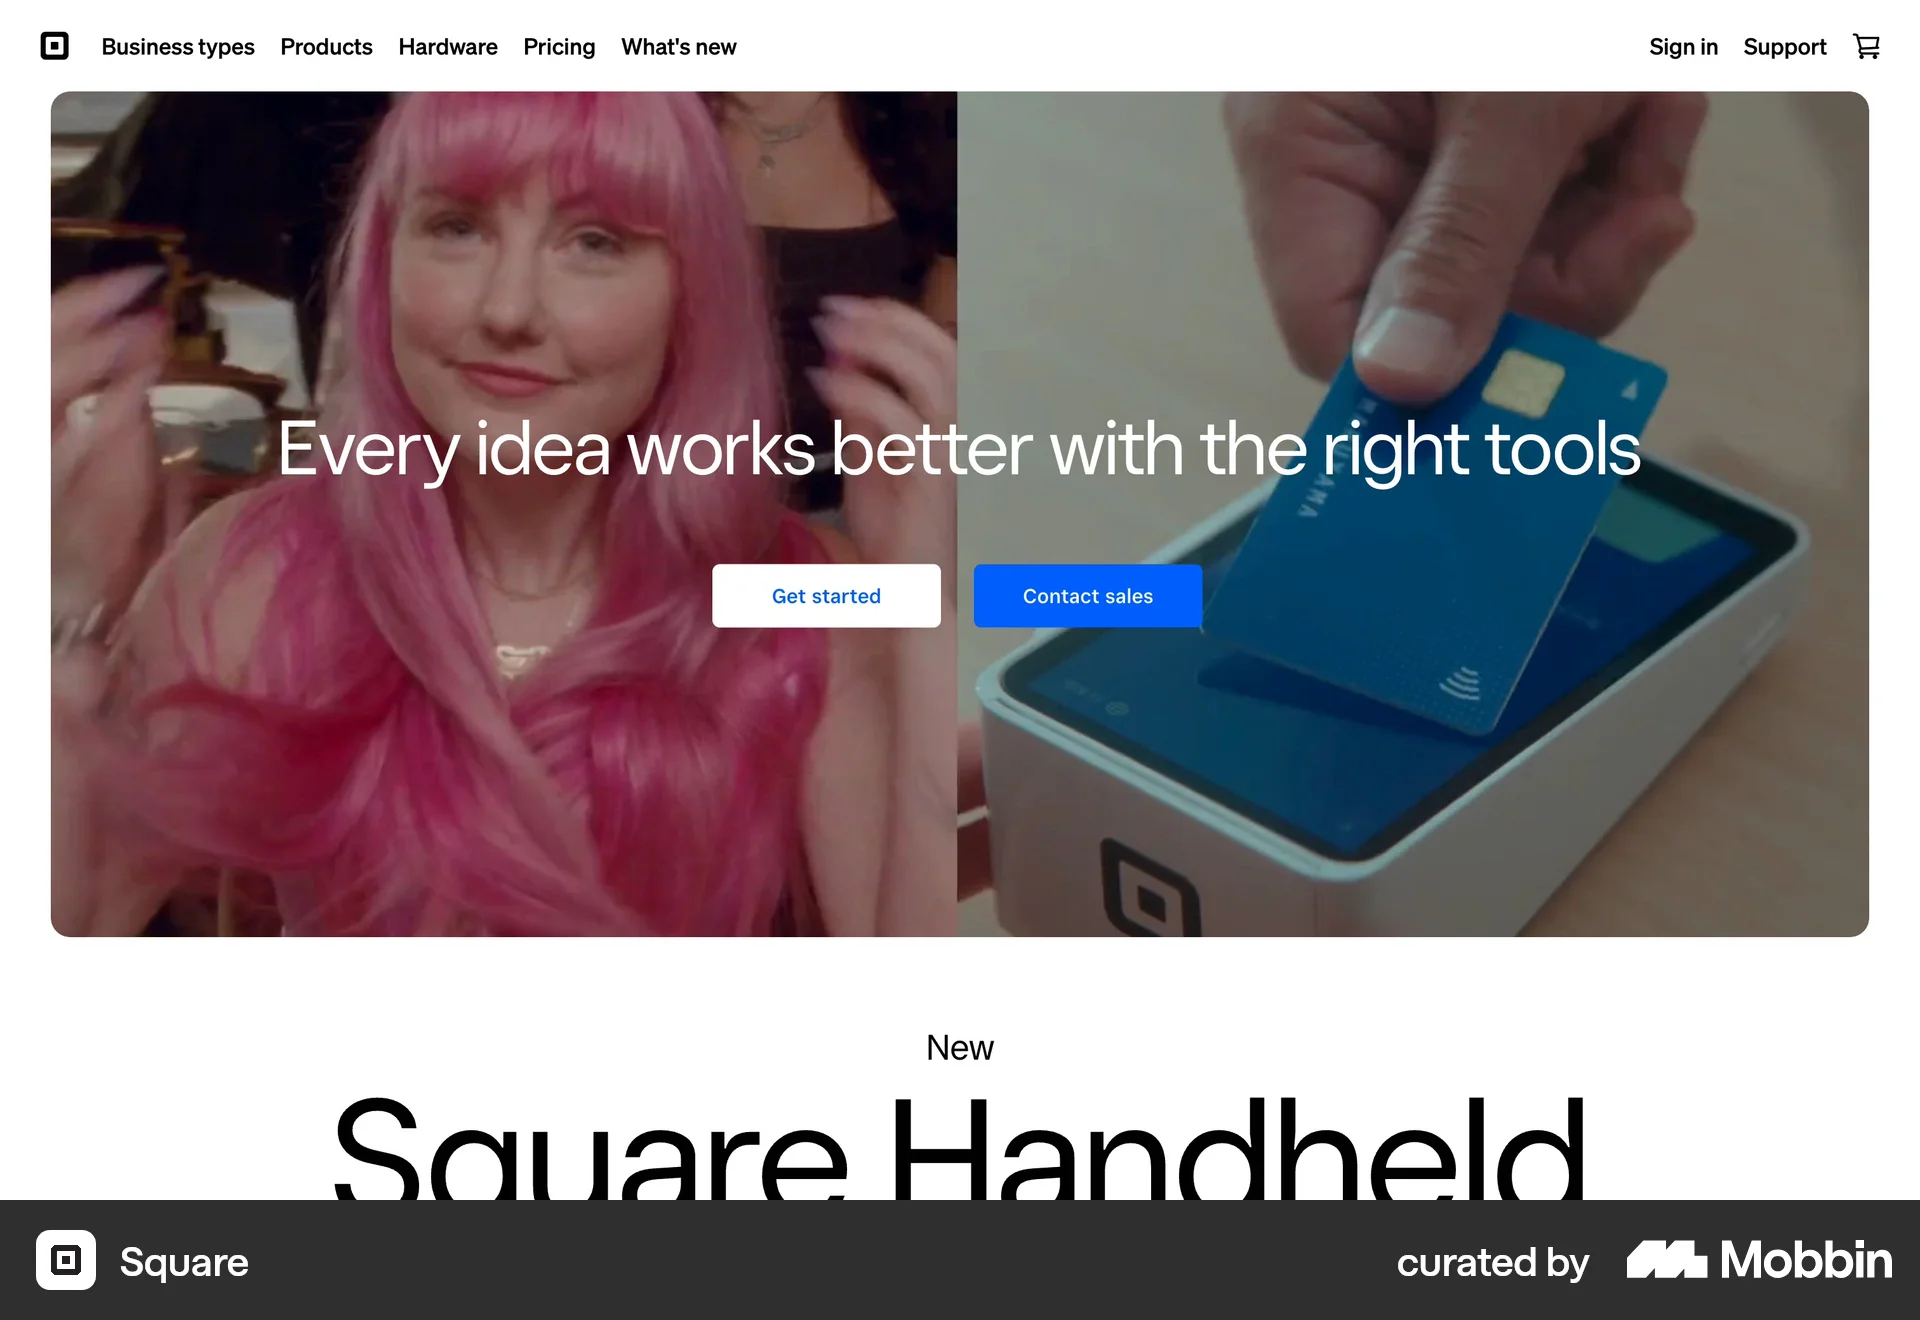 Business types Products Hardware Pricing What's new Sign in Support
Every idea works better with the right tools
Get started Contact sales
New
Square Handheld
Square curated by Mobbin